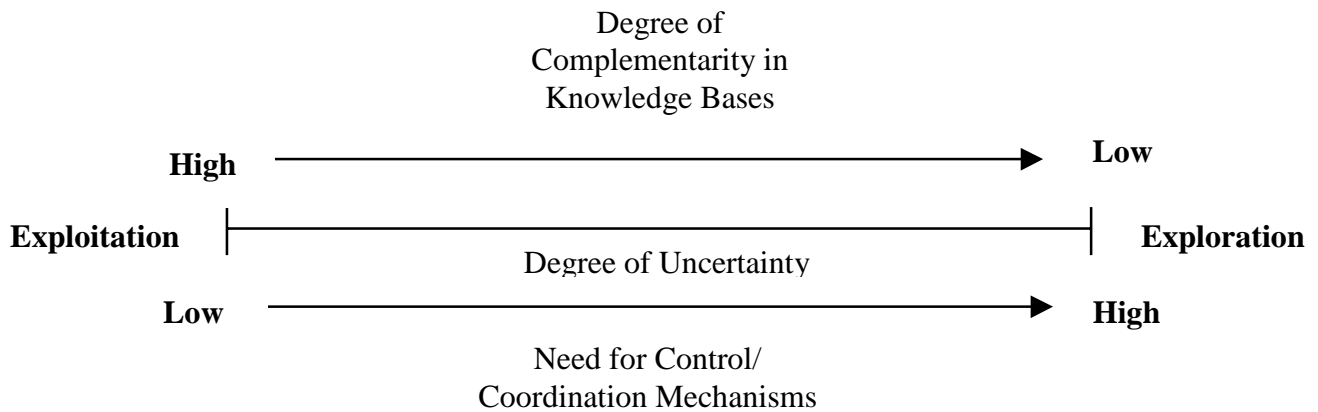 Degree of
Complementarity in
Knowledge Bases
High
Low
Exploitation
Exploration
Degree of Uncertainty
Low
High
Need for Control/
Coordination Mechanisms